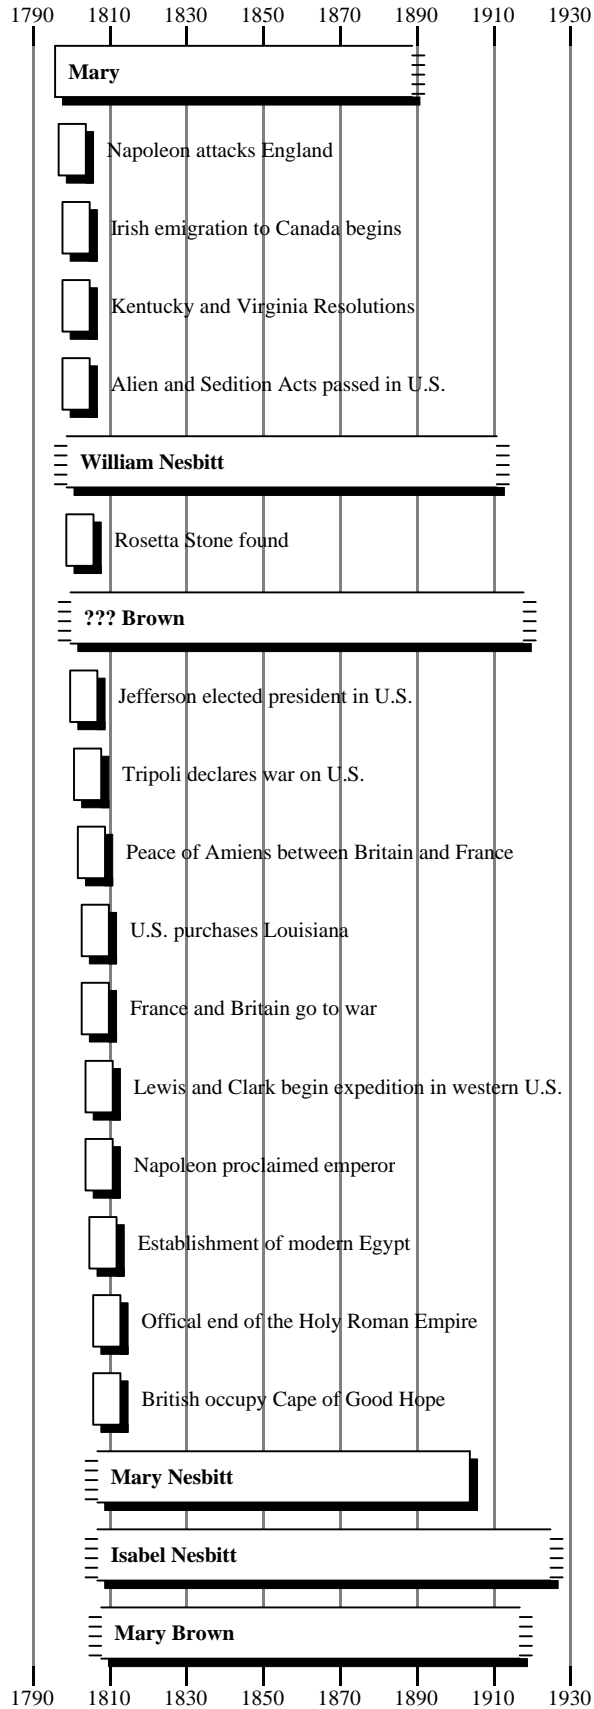 1790 1810 1830 1850 1870 1890 1910 1930
Mary
Napoleon attacks England
Irish emigration to Canada begins
Kentucky and Virginia Resolutions
Alien and Sedition Acts passed in U.S.
William Nesbitt
Rosetta Stone found
??? Brown
Jefferson elected president in U.S.
Tripoli declares war on U.S.
Peace of Amiens between Britain and France
U.S. purchases Louisiana
France and Britain go to war
Lewis and Clark begin expedition in western U.S.
Napoleon proclaimed emperor
Establishment of modern Egypt
Offical end of the Holy Roman Empire
British occupy Cape of Good Hope
Mary Nesbitt
Isabel Nesbitt
Mary Brown
1790 1810 1830 1850 1870 1890 1910 1930